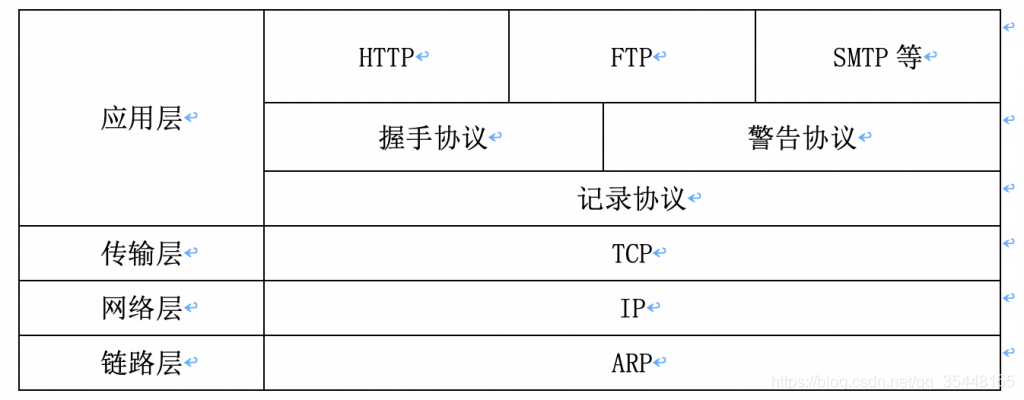 应用层
HTTP
FTP
SMTP 等
握手协议
警告协议
记录协议
传输层
TCP
网络层
IP
链路层
ARP
https://blog.csdn.net/qq_35448165